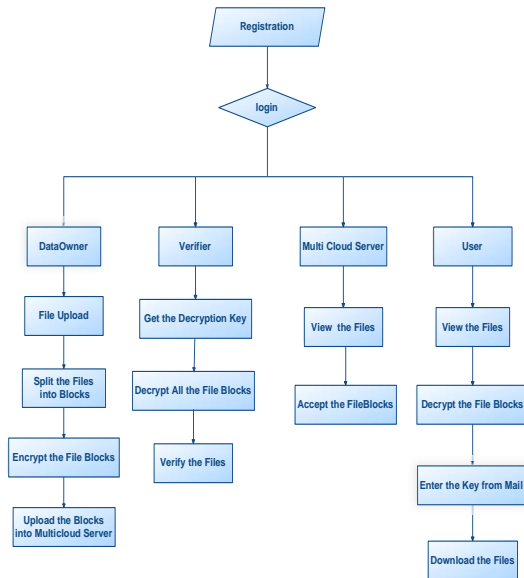 Registration
login
DataOwner
Verifier
Multi Cloud Server
User
File Upload
Get the Decryption Key
View the Files
View the Files
Split the Files
into Blocks
Decrypt All the File Blocks
Accept the FileBlocks
Decrypt the File Blocks
Encrypt the File Blocks
Verify the Files
Enter the Key from Mail
Upload the Blocks
into Multicloud Server
Download the Files